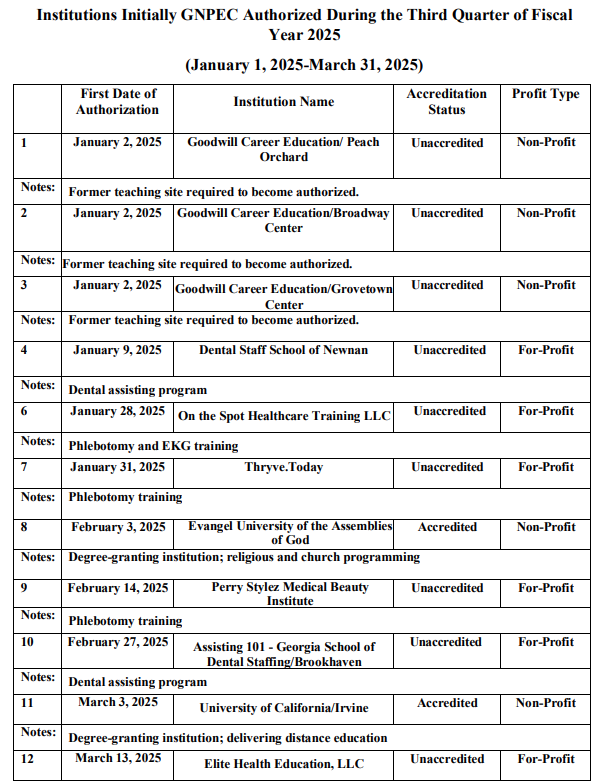 Institutions Initially GNPEC Authorized During the Third Quarter of Fiscal
Year 2025
(January 1, 2025-March 31, 2025)
First Date of Authorization Institution Name Accreditation Status Profit Type
1 January 2, 2025 Goodwill Career Education/ Peach Orchard Unaccredited Non-Profit
Notes: Former teaching site required to become authorized.
2 January 2, 2025 Goodwill Career Education/Broadway Center Unaccredited Non-Profit
Notes: Former teaching site required to become authorized.
3 January 2, 2025 Goodwill Career Education/Grovetown Center Unaccredited Non-Profit
Notes: Former teaching site required to become authorized.
4 January 9, 2025 Dental Staff School of Newnan Unaccredited For-Profit
Notes: Dental assisting program
6 January 28, 2025 On the Spot Healthcare Training LLC Unaccredited For-Profit
Notes: Phlebotomy and EKG training
7 January 31, 2025 Thryve.Today Unaccredited For-Profit
Notes: Phlebotomy training
8 February 3, 2025 Evangel University of the Assemblies of God Accredited Non-Profit
Notes: Degree-granting institution; religious and church programming
9 February 14, 2025 Perry Stylez Medical Beauty Institute Unaccredited For-Profit
Notes: Phlebotomy training
10 February 27, 2025 Assisting 101 - Georgia School of Dental Staffing/Brookhaven Unaccredited For-Profit
Notes: Dental assisting program
11 March 3, 2025 University of California/Irvine Accredited Non-Profit
Notes: Degree-granting institution; delivering distance education
12 March 13, 2025 Elite Health Education, LLC Unaccredited For-Profit